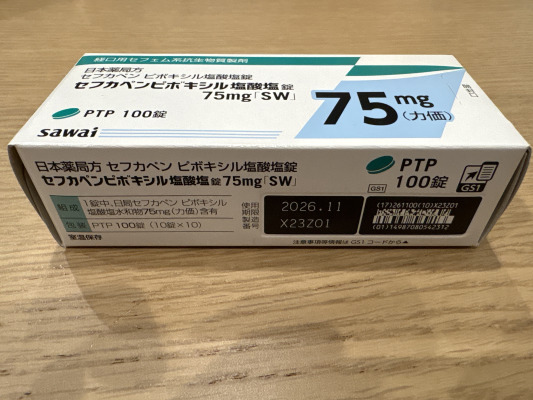 経口用セフェム系抗生物質製剤
日本薬局方
セフカペン ピボキシル塩酸塩錠
セフカペンピボキシル塩酸塩錠
75mg「SW」
PTP 100錠
sawai
75mg
(力価)
開封口
日本薬局方 セフカペン ピボキシル塩酸塩錠
セフカペンピボキシル塩酸塩錠75mg「SW」
組成 1錠中、日局セフカペン ピボキシル
塩酸塩水和物75mg(力価)含有
包装 PTP 100錠(10錠×10)
室温保存
使用
期限 2026.11
製造
番号 X23Z01
PTP
100錠
GS1
GS1
(17)261100(10)X23Z01
(01)14987080542312
注意事項等情報は GS1 コードから▲